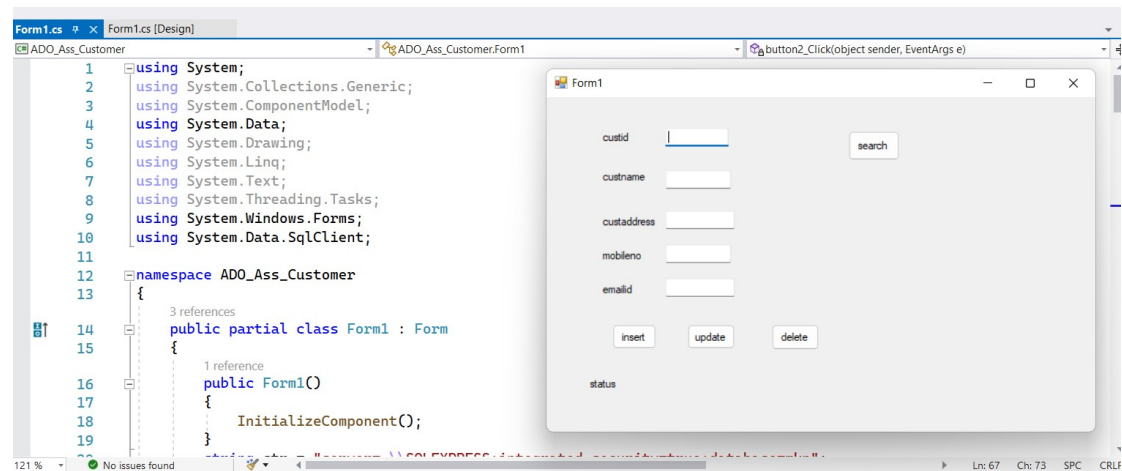 Form1.cs Form1.cs [Design]
C# ADO_Ass_Customer ADO_Ass_Customer.Form1 button2_Click(object sender, EventArgs e)
1 using System;
2 using System.Collections.Generic;
3 using System.ComponentModel;
4 using System.Data;
5 using System.Drawing;
6 using System.Linq;
7 using System.Text;
8 using System.Threading.Tasks;
9 using System.Windows.Forms;
10 using System.Data.SqlClient;
11
12 namespace ADO_Ass_Customer
13 {
3 references
14 public partial class Form1 : Form
15 {
1 reference
16 public Form1()
17 {
18 InitializeComponent();
19 }
Form1
custid
search
custname
custaddress
mobileno
emailid
insert update delete
status
121 % No issues found Ln: 67 Ch: 73 SPC CRLF